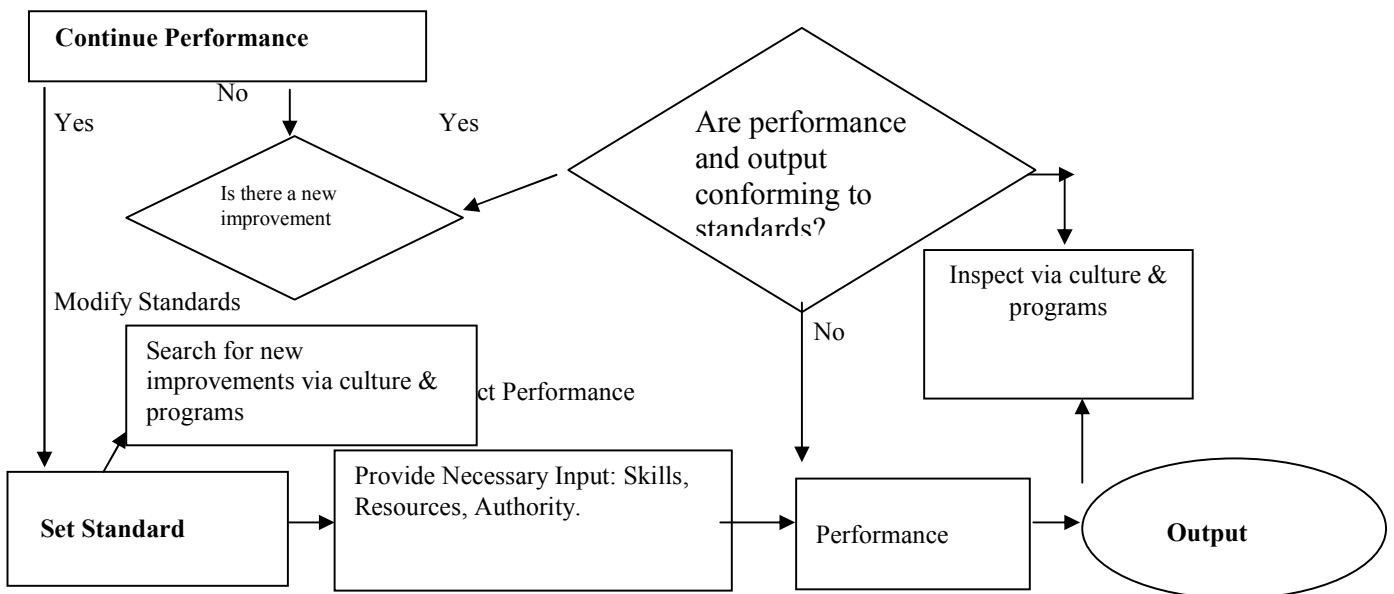 Continue Performance
No
Yes
Yes
Are performance
and output
conforming to
standards?
Is there a new
improvement
Inspect via culture &
programs
Modify Standards
No
Search for new
improvements via culture &
programs
ct Performance
Provide Necessary Input: Skills,
Resources, Authority.
Set Standard
Performance
Output